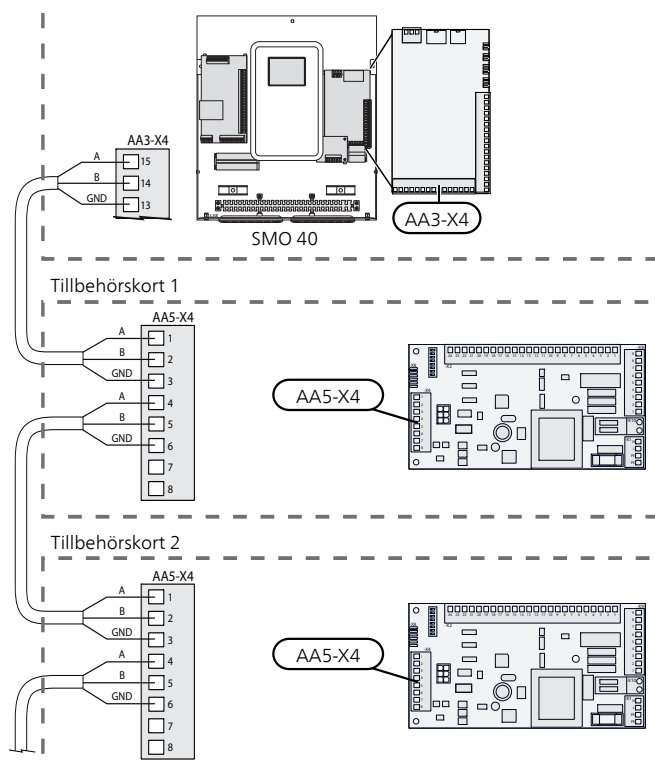 AA3-X4
A
15
B
14
GND
13
AA3-X4
SMO 40
Tillbehörskort 1
AA5-X4
A
1
B
2
GND
3
A
4
B
5
GND
6
7
8
AA5-X4
Tillbehörskort 2
AA5-X4
A
1
B
2
GND
3
A
4
B
5
GND
6
7
8
AA5-X4